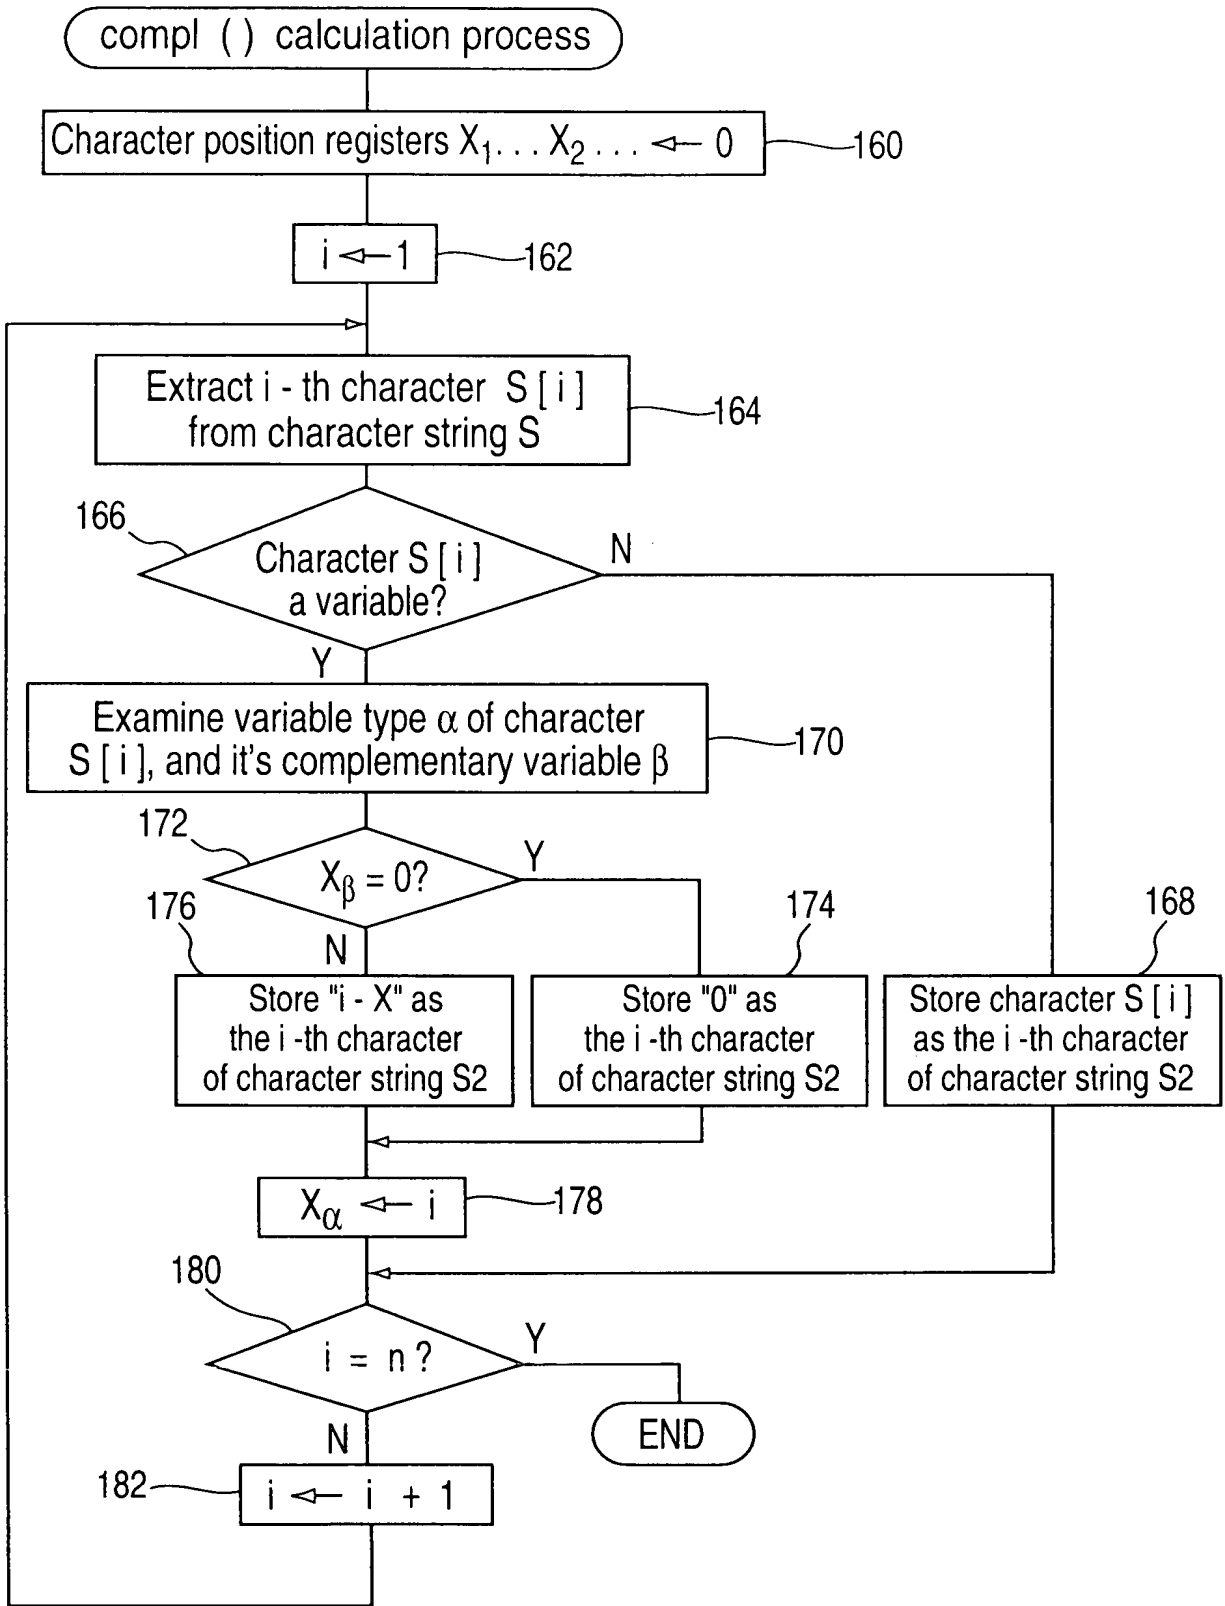 compl ( ) calculation process
Character position registers X₁. . . X₂ . . . ← 0
160
i ← 1
162
Extract i - th character S [ i ]
from character string S
164
166
Character S [ i ]
a variable?
N
Y
Examine variable type α of character
S [ i ], and it's complementary variable β
170
172
Xβ = 0?
Y
N
176
174
168
Store "i - X" as
the i -th character
of character string S2
Store "0" as
the i -th character
of character string S2
Store character S [ i ]
as the i -th character
of character string S2
Xα ← i
178
180
i = n ?
Y
END
N
182
i ← i + 1